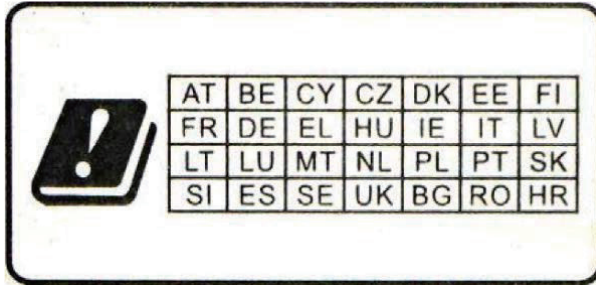 AT BE CY CZ DK EE FI
FR DE EL HU IE IT LV
LT LU MT NL PL PT SK
SI ES SE UK BG RO HR